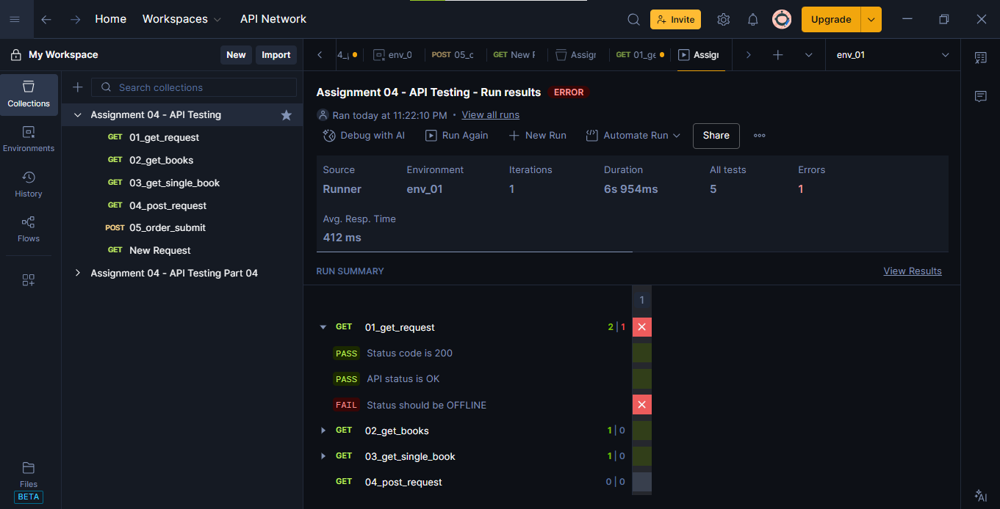 Home Workspaces API Network Invite Upgrade
My Workspace New Import
4_ env_0 POST 05_c GET New F Assigr GET 01_ge Assigr env_01
Collections
Environments
History
Flows
Files
BETA
Search collections
Assignment 04 - API Testing
GET 01_get_request
GET 02_get_books
GET 03_get_single_book
GET 04_post_request
POST 05_order_submit
GET New Request
Assignment 04 - API Testing Part 04
Assignment 04 - API Testing - Run results ERROR
Ran today at 11:22:10 PM · View all runs
Debug with AI Run Again New Run Automate Run Share
Source Environment Iterations Duration All tests Errors
Runner env_01 1 6s 954ms 5 1
Avg. Resp. Time
412 ms
RUN SUMMARY View Results
1
GET 01_get_request 2 | 1
PASS Status code is 200
PASS API status is OK
FAIL Status should be OFFLINE
GET 02_get_books 1 | 0
GET 03_get_single_book 1 | 0
GET 04_post_request 0 | 0
AI